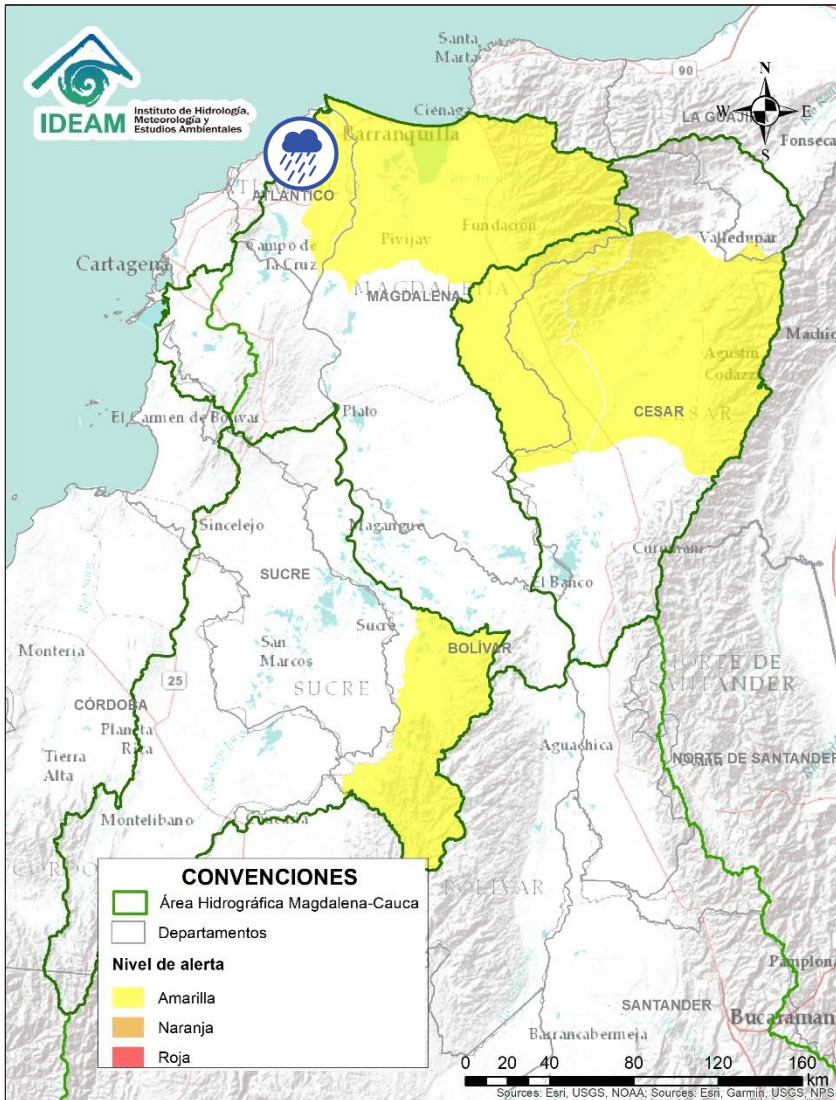 IDEAM
Instituto de Hidrología,
Meteorología y
Estudios Ambientales
Santa
Marta
90
N
W
E
S
LA GUAJI
Fonseca
Ciénaga
Barranquilla
ATLÁNTICO
Fundación
Pivijay
Campo de
la Cruz
Valledupar
Cartagena
MAGDALENA
Agustín
Codazzi
CESAR
El Carmen de Bolívar
Plato
Sincelejo
Magangué
Curumaní
El Banco
SUCRE
Sucre
BOLÍVAR
San
Marcos
SUCRE
Montería
25
NORTE DE
SANTANDER
CÓRDOBA
Planeta
Rica
Aguachica
NORTE DE SANTANDER
Tierra
Alta
Montelíbano
BOLÍVAR
CONVENCIONES
Área Hidrográfica Magdalena-Cauca
Departamentos
Nivel de alerta
Amarilla
Naranja
Roja
Pamplona
SANTANDER
Bucaraman
Barrancabermeja
0 20 40 80 120 160
km
Sources: Esri, USGS, NOAA; Sources: Esri, Garmin, USGS, NPS